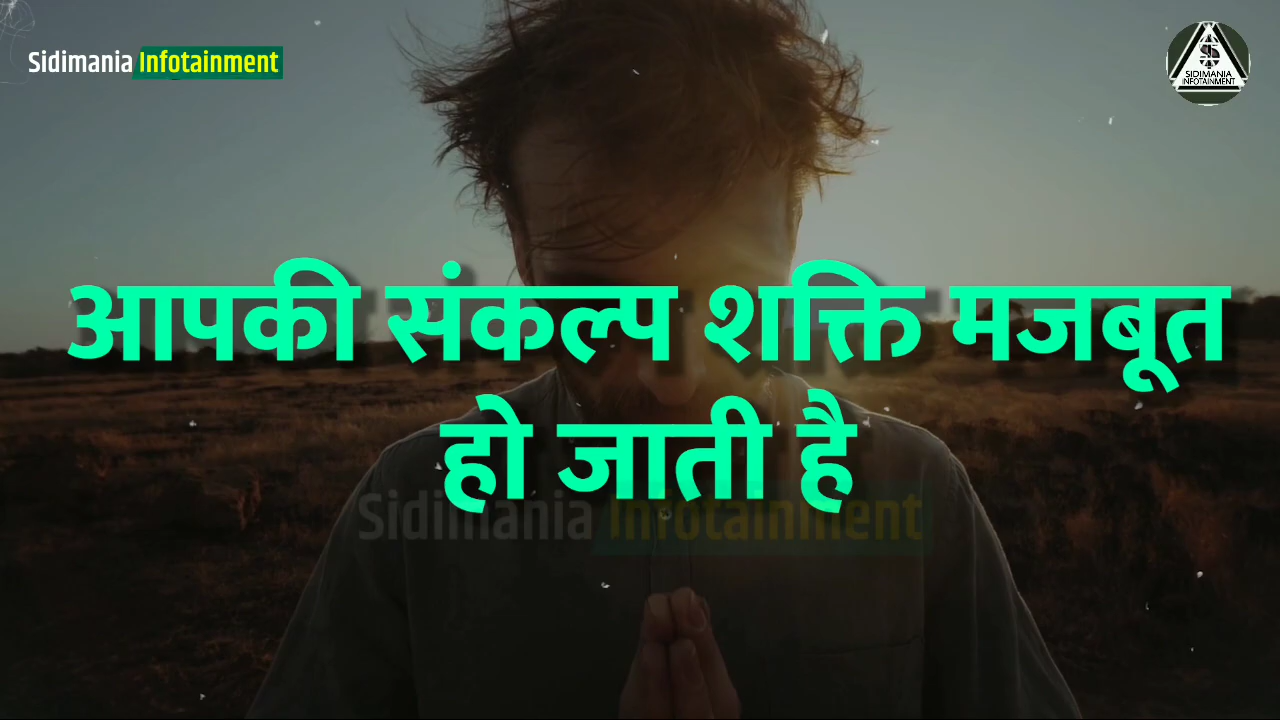 Sidimania Infotainment
SIDIMANIA
INFOTAINMENT
आपकी संकल्प शक्ति मजबूत
हो जाती है
Sidimania Infotainment